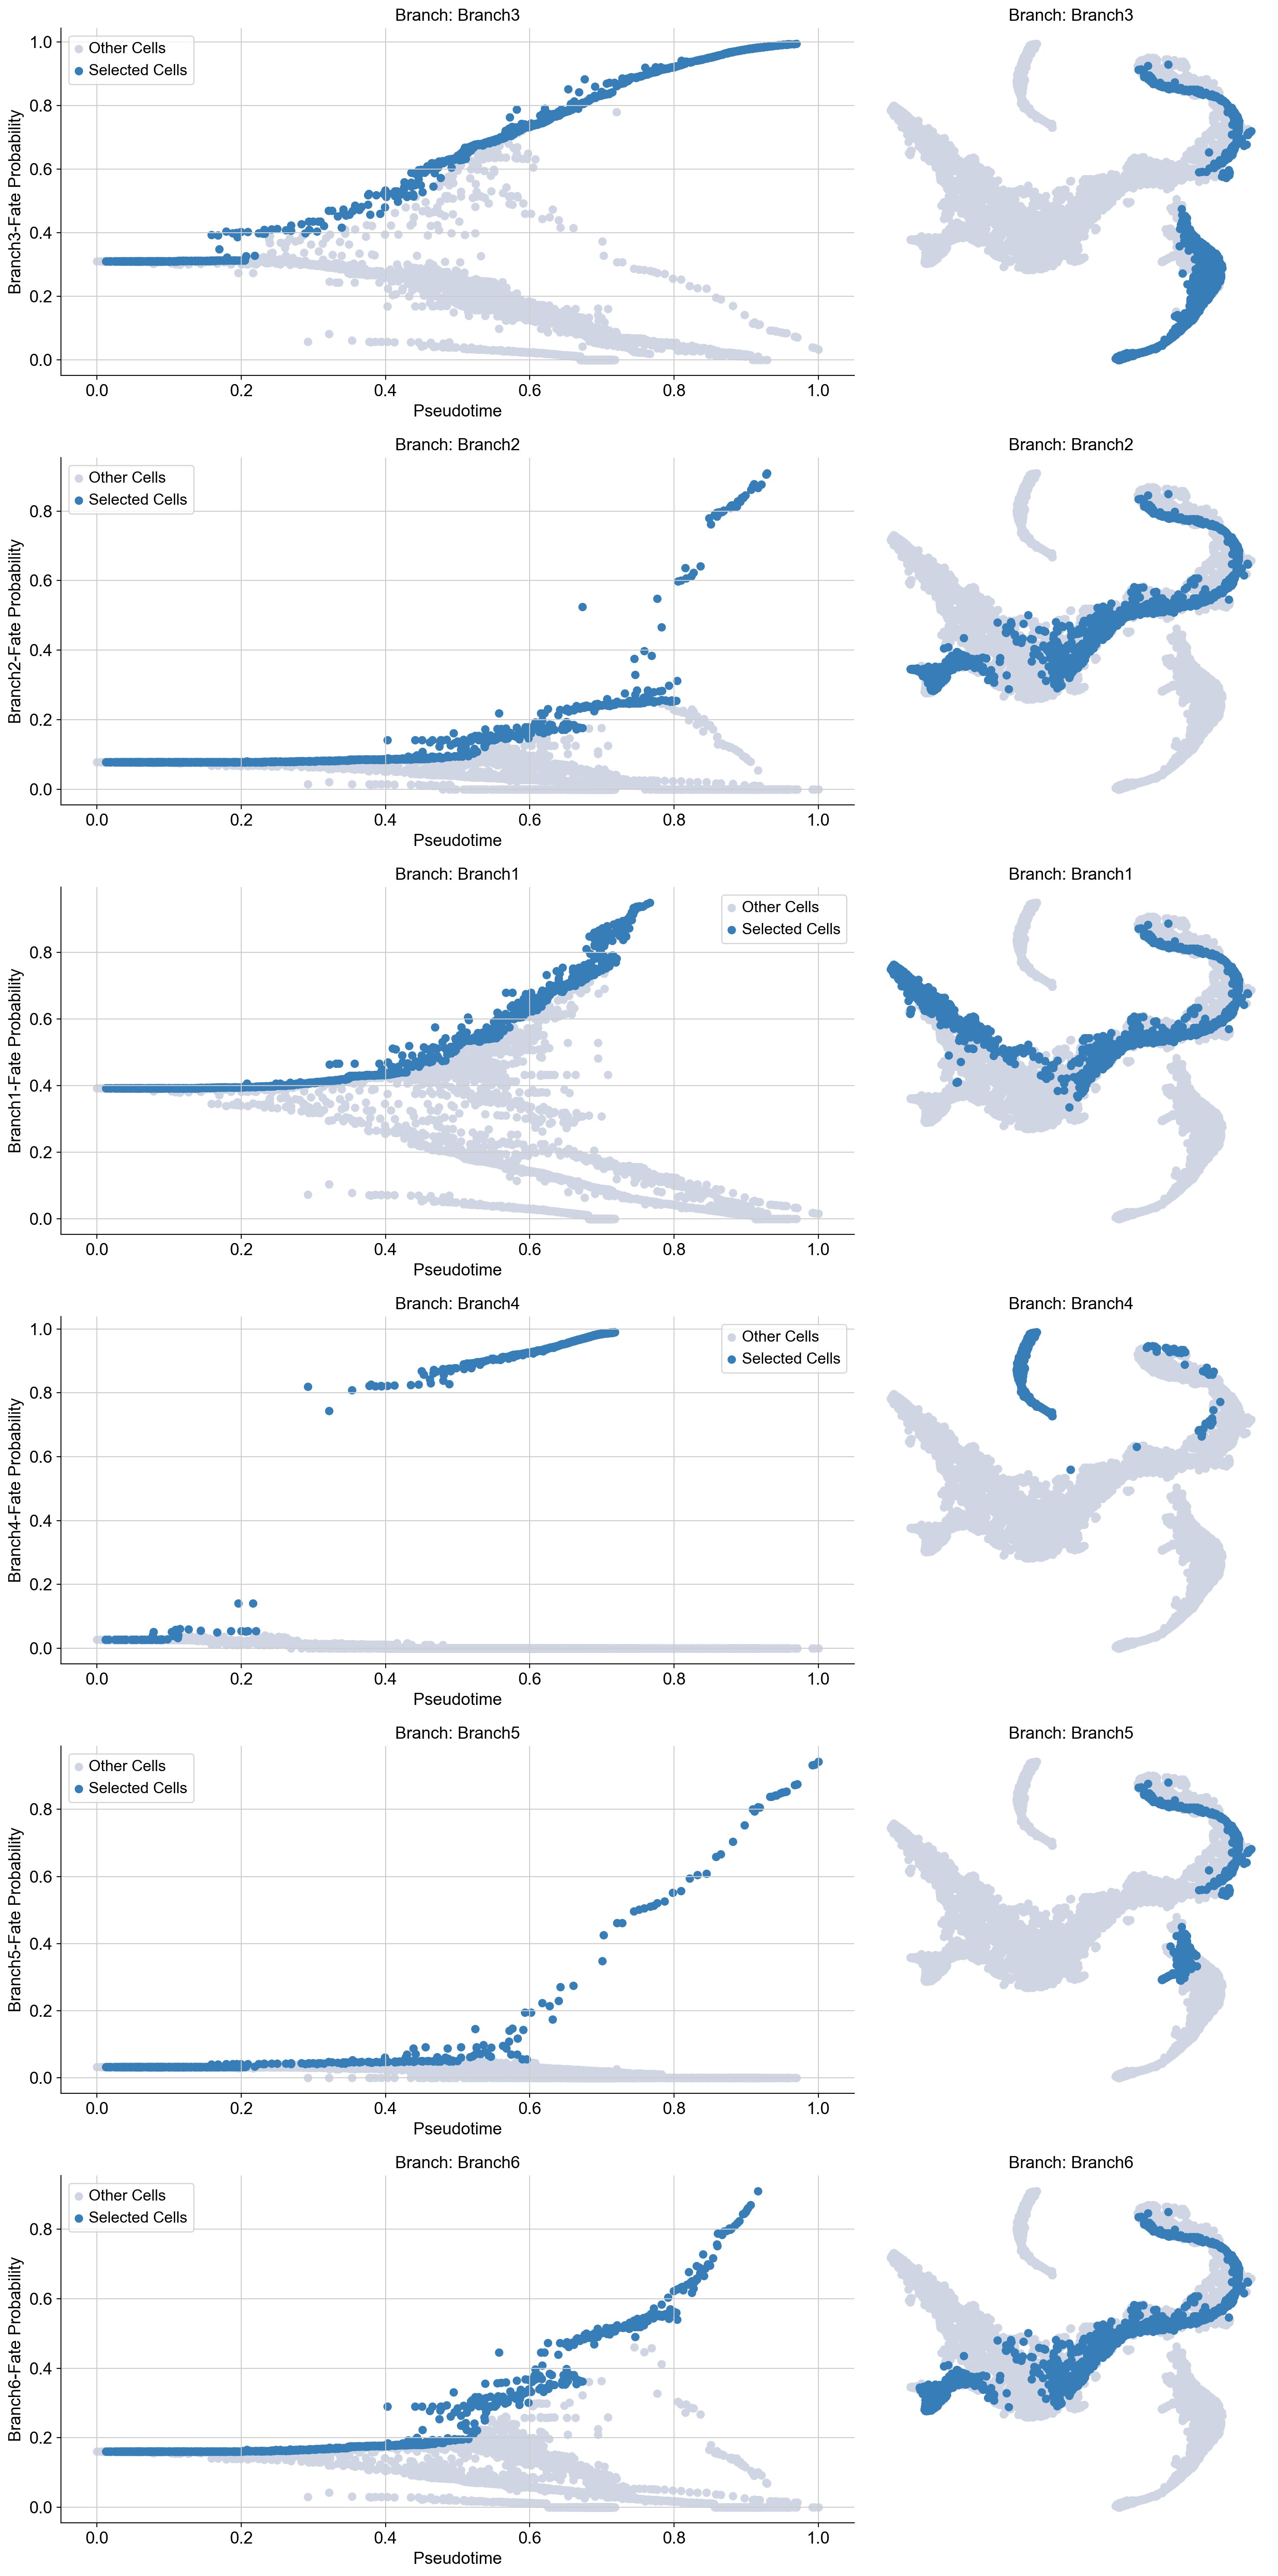 Branch: Branch3
Branch: Branch3
Other Cells
Selected Cells
Branch3-Fate Probability
1.0
0.8
0.6
0.4
0.2
0.0
0.0 0.2 0.4 0.6 0.8 1.0
Pseudotime
Branch: Branch2
Branch: Branch2
Other Cells
Selected Cells
Branch2-Fate Probability
0.8
0.6
0.4
0.2
0.0
0.0 0.2 0.4 0.6 0.8 1.0
Pseudotime
Branch: Branch1
Branch: Branch1
Other Cells
Selected Cells
Branch1-Fate Probability
0.8
0.6
0.4
0.2
0.0
0.0 0.2 0.4 0.6 0.8 1.0
Pseudotime
Branch: Branch4
Branch: Branch4
Other Cells
Selected Cells
Branch4-Fate Probability
1.0
0.8
0.6
0.4
0.2
0.0
0.0 0.2 0.4 0.6 0.8 1.0
Pseudotime
Branch: Branch5
Branch: Branch5
Other Cells
Selected Cells
Branch5-Fate Probability
0.8
0.6
0.4
0.2
0.0
0.0 0.2 0.4 0.6 0.8 1.0
Pseudotime
Branch: Branch6
Branch: Branch6
Other Cells
Selected Cells
Branch6-Fate Probability
0.8
0.6
0.4
0.2
0.0
0.0 0.2 0.4 0.6 0.8 1.0
Pseudotime